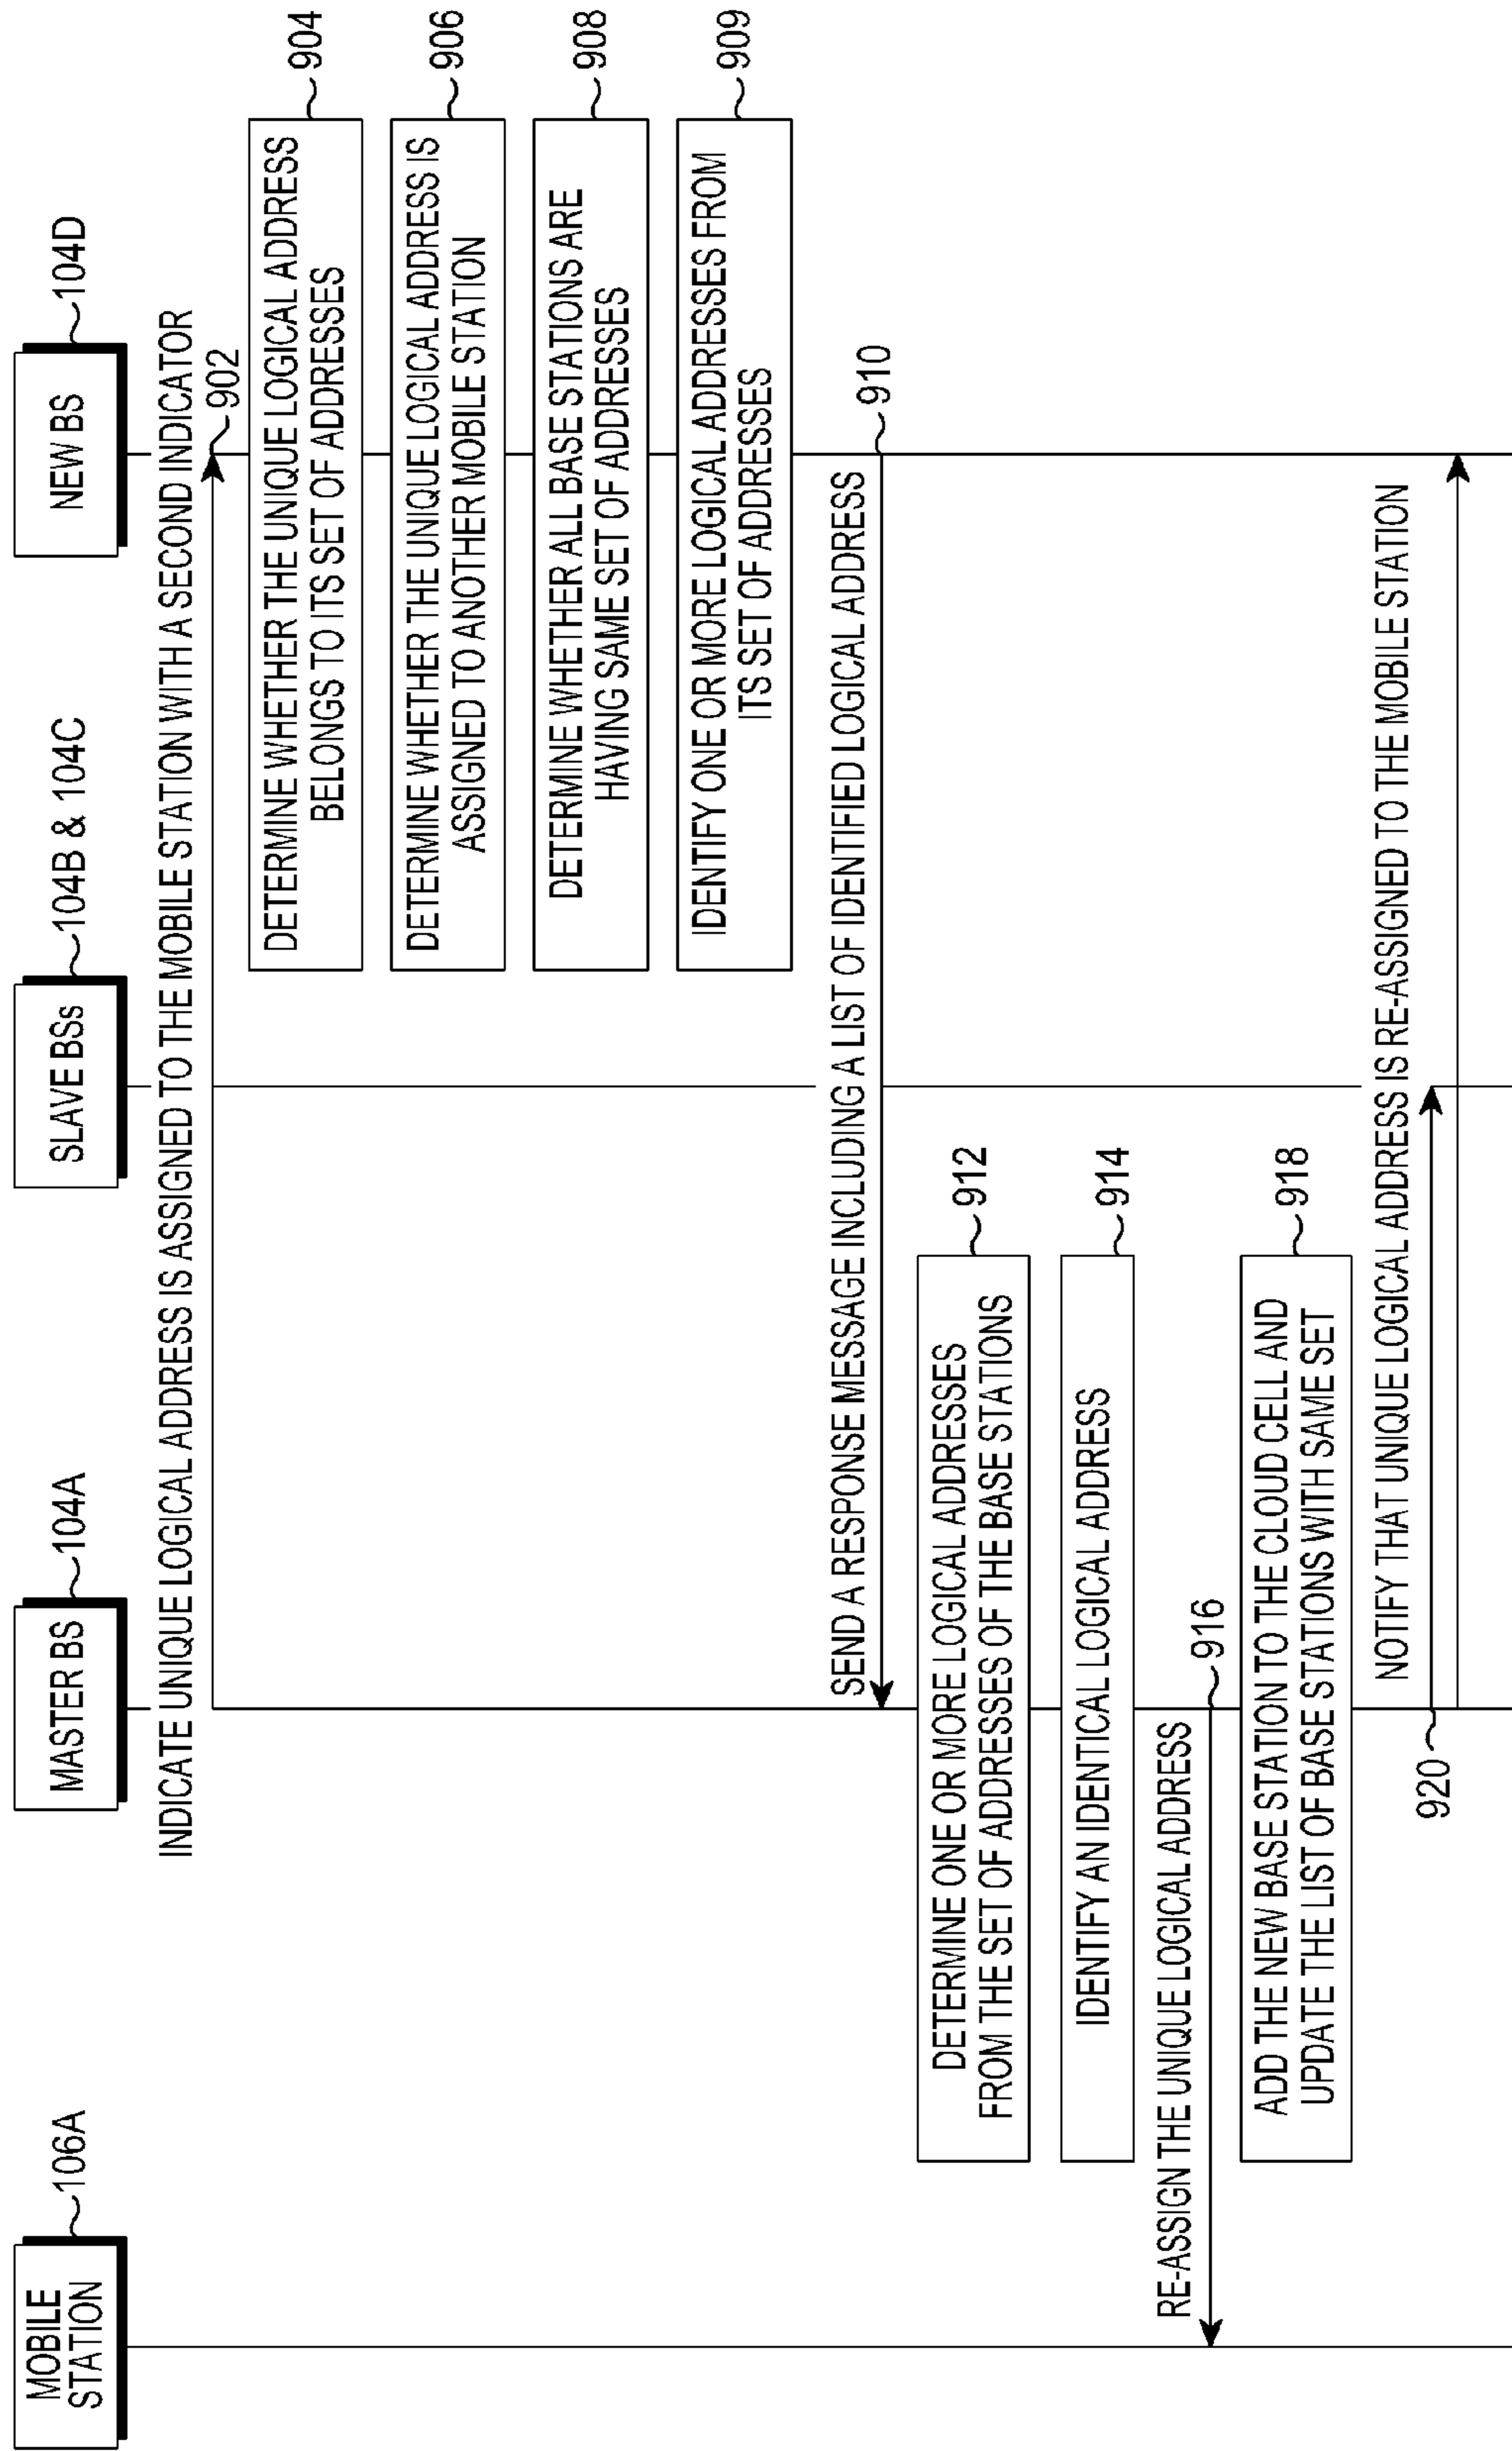 MOBILE
STATION
106A
MASTER BS
104A
SLAVE BSs
104B & 104C
NEW BS
104D
INDICATE UNIQUE LOGICAL ADDRESS IS ASSIGNED TO THE MOBILE STATION WITH A SECOND INDICATOR
902
DETERMINE WHETHER THE UNIQUE LOGICAL ADDRESS
BELONGS TO ITS SET OF ADDRESSES
904
DETERMINE WHETHER THE UNIQUE LOGICAL ADDRESS IS
ASSIGNED TO ANOTHER MOBILE STATION
906
DETERMINE WHETHER ALL BASE STATIONS ARE
HAVING SAME SET OF ADDRESSES
908
IDENTIFY ONE OR MORE LOGICAL ADDRESSES FROM
ITS SET OF ADDRESSES
909
SEND A RESPONSE MESSAGE INCLUDING A LIST OF IDENTIFIED LOGICAL ADDRESS
910
DETERMINE ONE OR MORE LOGICAL ADDRESSES
FROM THE SET OF ADDRESSES OF THE BASE STATIONS
912
IDENTIFY AN IDENTICAL LOGICAL ADDRESS
914
RE-ASSIGN THE UNIQUE LOGICAL ADDRESS
916
ADD THE NEW BASE STATION TO THE CLOUD CELL AND
UPDATE THE LIST OF BASE STATIONS WITH SAME SET
918
NOTIFY THAT UNIQUE LOGICAL ADDRESS IS RE-ASSIGNED TO THE MOBILE STATION
920